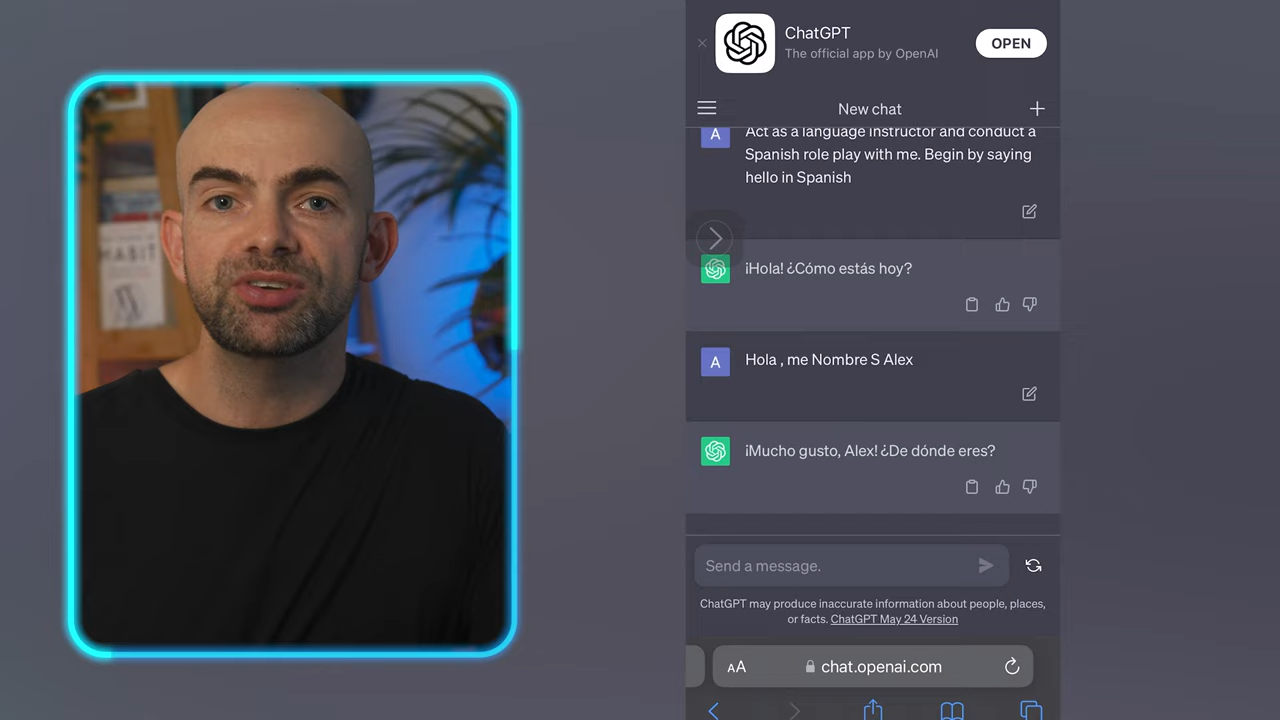 HABIT
ChatGPT
The official app by OpenAI
OPEN
New chat
A
Act as a language instructor and conduct a
Spanish role play with me. Begin by saying
hello in Spanish
¡Hola! ¿Cómo estás hoy?
A
Hola , me Nombre S Alex
¡Mucho gusto, Alex! ¿De dónde eres?
Send a message.
ChatGPT may produce inaccurate information about people, places,
or facts. ChatGPT May 24 Version
AA
chat.openai.com